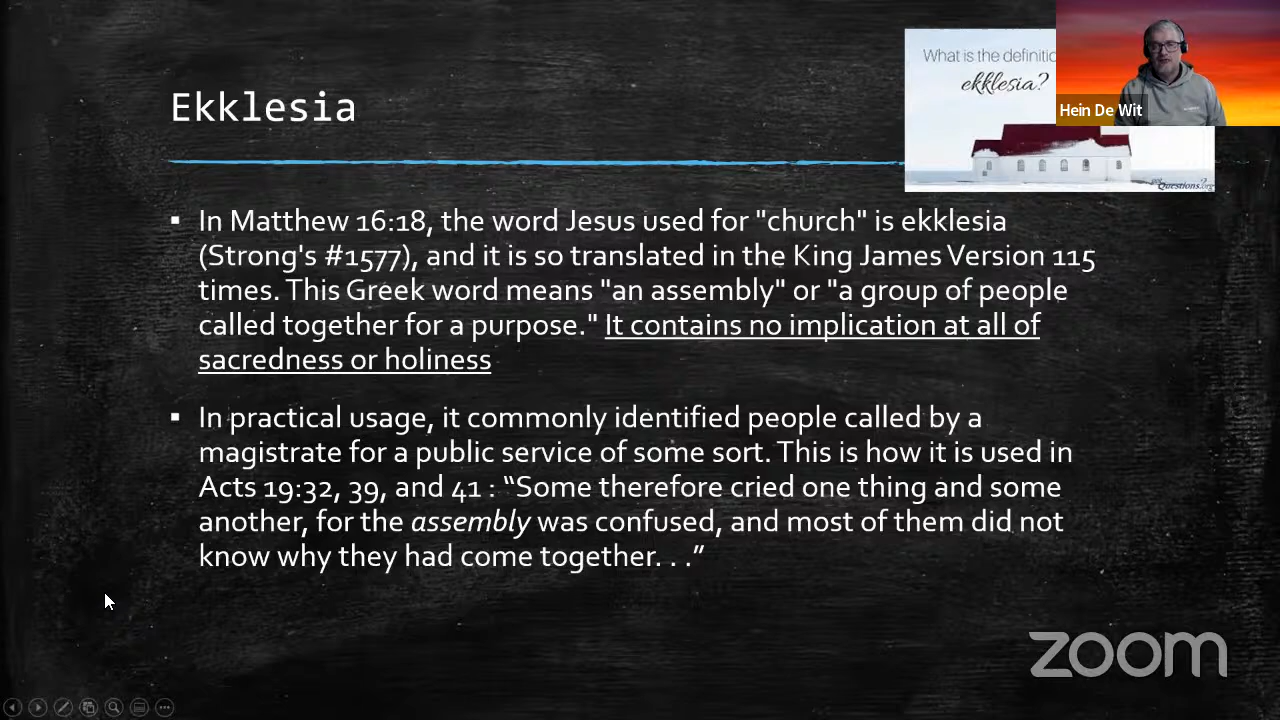 What is the definitio
ekklesia?
Hein De Wit
Ekklesia
Questions.org
▪ In Matthew 16:18, the word Jesus used for "church" is ekklesia
(Strong's #1577), and it is so translated in the King James Version 115
times. This Greek word means "an assembly" or "a group of people
called together for a purpose." It contains no implication at all of
sacredness or holiness
▪ In practical usage, it commonly identified people called by a
magistrate for a public service of some sort. This is how it is used in
Acts 19:32, 39, and 41 : “Some therefore cried one thing and some
another, for the assembly was confused, and most of them did not
know why they had come together. . .”
zoom